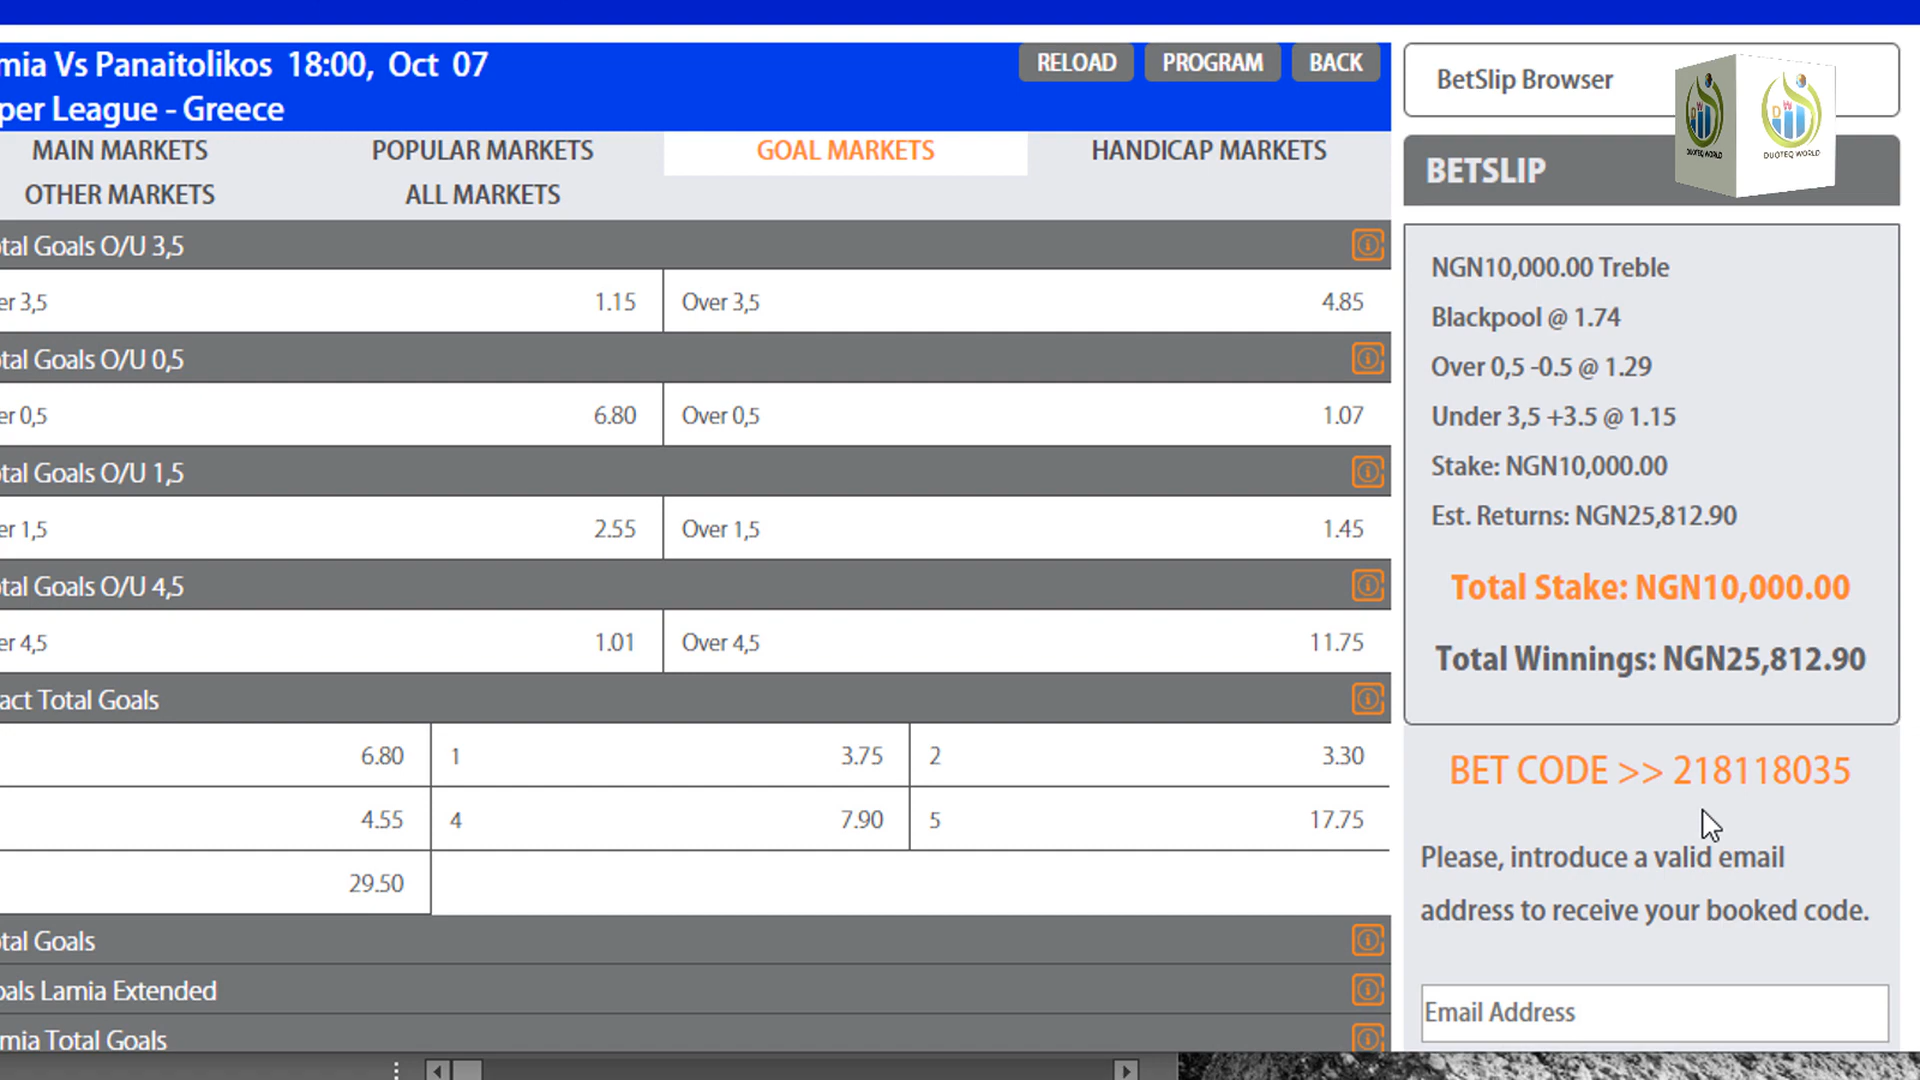 mia Vs Panaitolikos 18:00, Oct 07
per League - Greece
RELOAD
PROGRAM
BACK
MAIN MARKETS
POPULAR MARKETS
GOAL MARKETS
HANDICAP MARKETS
OTHER MARKETS
ALL MARKETS
tal Goals O/U 3,5
er 3,5
1.15
Over 3,5
4.85
tal Goals O/U 0,5
er 0,5
6.80
Over 0,5
1.07
tal Goals O/U 1,5
er 1,5
2.55
Over 1,5
1.45
tal Goals O/U 4,5
er 4,5
1.01
Over 4,5
11.75
act Total Goals
6.80
1
3.75
2
3.30
4.55
4
7.90
5
17.75
29.50
tal Goals
als Lamia Extended
mia Total Goals
BetSlip Browser
DUOTEQ WORLD
DUOTEQ WORLD
BETSLIP
NGN10,000.00 Treble
Blackpool @ 1.74
Over 0,5 -0.5 @ 1.29
Under 3,5 +3.5 @ 1.15
Stake: NGN10,000.00
Est. Returns: NGN25,812.90
Total Stake: NGN10,000.00
Total Winnings: NGN25,812.90
BET CODE >> 218118035
Please, introduce a valid email
address to receive your booked code.
Email Address